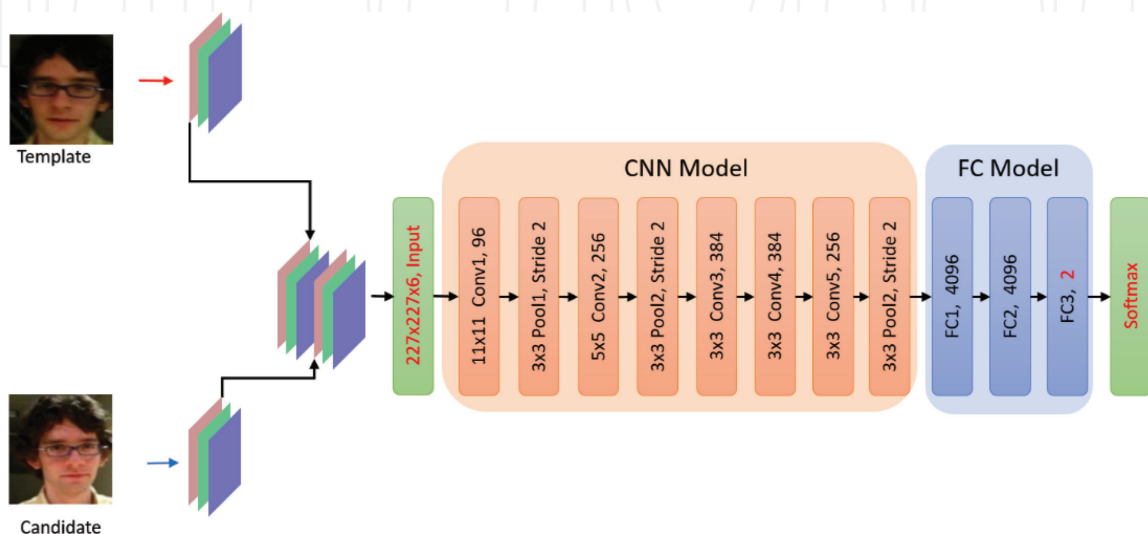 Template
Candidate
227x227x6, Input
CNN Model
11x11 Conv1, 96
3x3 Pool1, Stride 2
5x5 Conv2, 256
3x3 Pool2, Stride 2
3x3 Conv3, 384
3x3 Conv4, 384
3x3 Conv5, 256
3x3 Pool2, Stride 2
FC Model
FC1, 4096
FC2, 4096
FC3, 2
Softmax